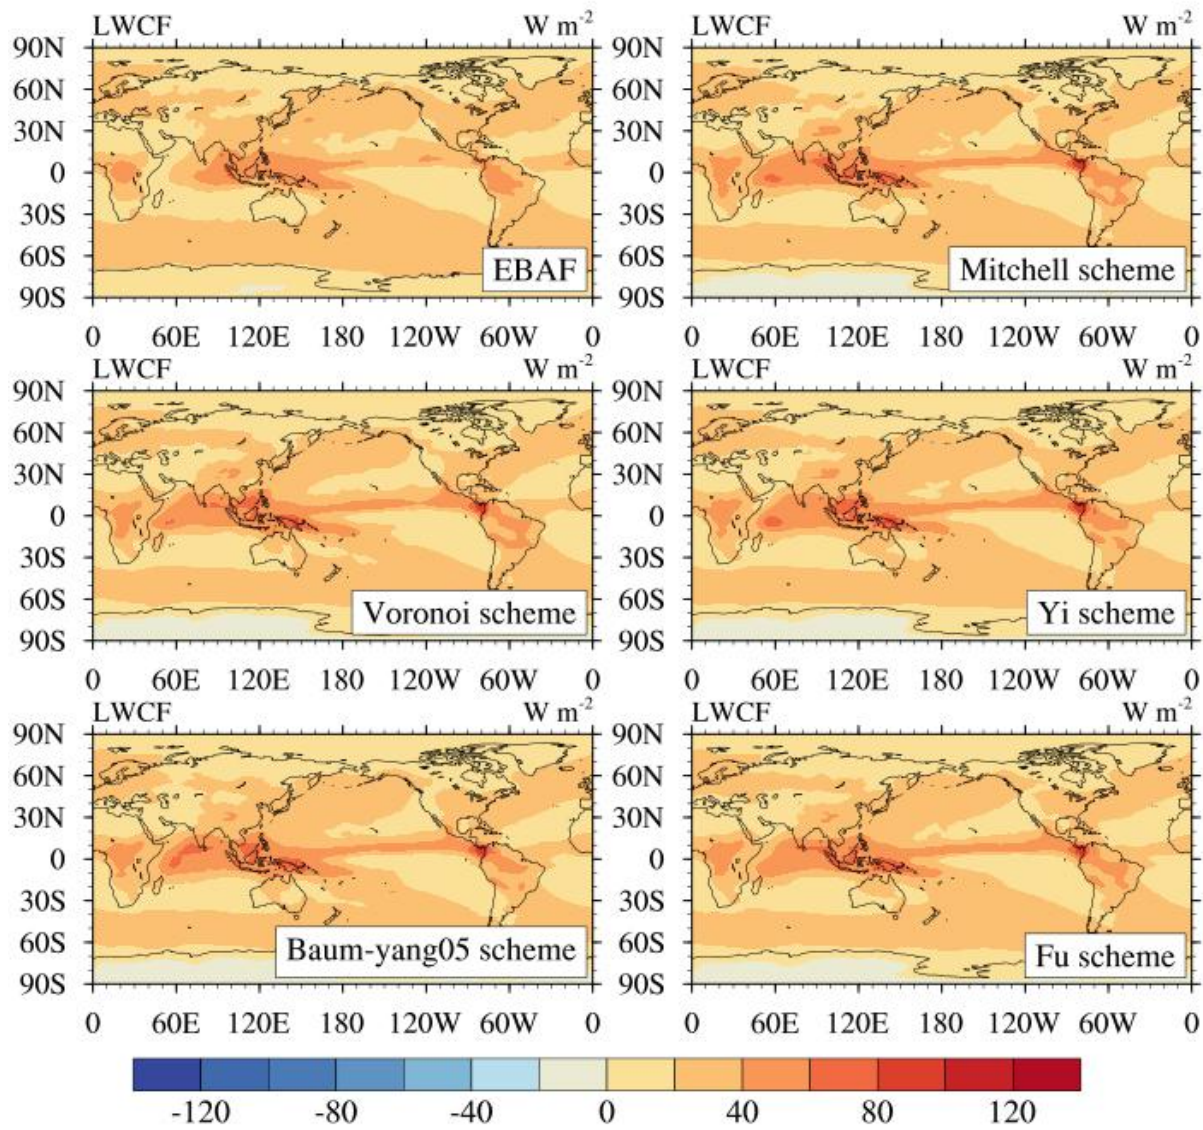 LWCF W m-2 LWCF W m-2
90N 90N
60N 60N
30N 30N
0 0
30S 30S
60S 60S
EBAF Mitchell scheme
90S 90S
0 60E 120E 180 120W 60W 0 0 60E 120E 180 120W 60W 0
LWCF W m-2 LWCF W m-2
90N 90N
60N 60N
30N 30N
0 0
30S 30S
60S 60S
Voronoi scheme Yi scheme
90S 90S
0 60E 120E 180 120W 60W 0 0 60E 120E 180 120W 60W 0
LWCF W m-2 LWCF W m-2
90N 90N
60N 60N
30N 30N
0 0
30S 30S
60S 60S
Baum-yang05 scheme Fu scheme
90S 90S
0 60E 120E 180 120W 60W 0 0 60E 120E 180 120W 60W 0
-120 -80 -40 0 40 80 120